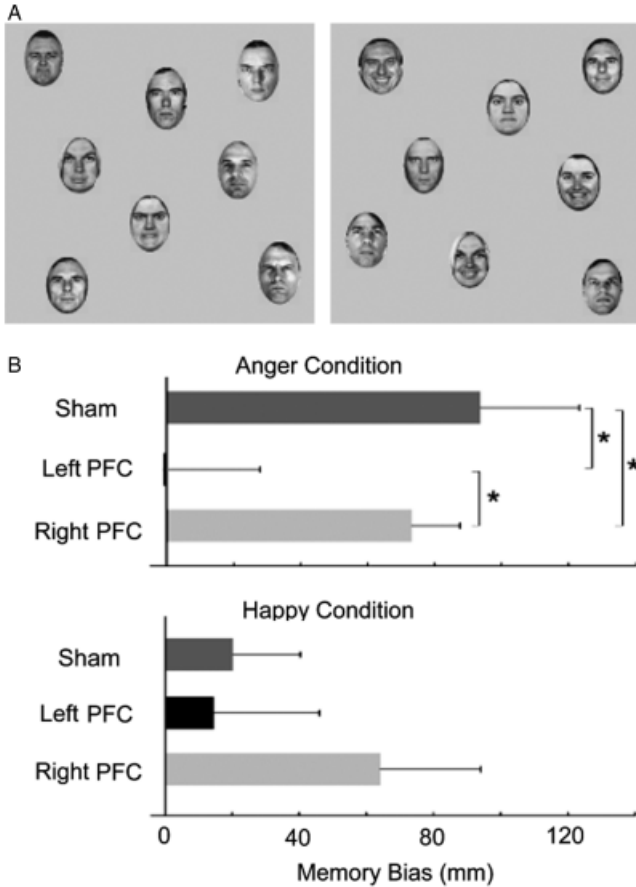 A
B
Anger Condition
Sham
*
Left PFC
*
*
Right PFC
Happy Condition
Sham
Left PFC
Right PFC
0 40 80 120
Memory Bias (mm)